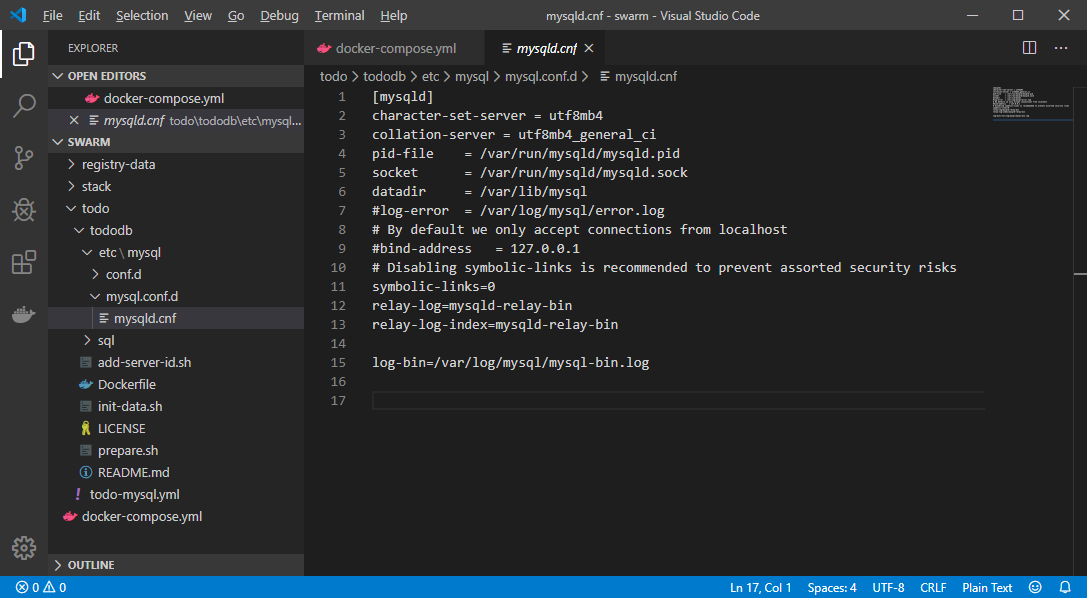 File Edit Selection View Go Debug Terminal Help mysqld.cnf - swarm - Visual Studio Code
EXPLORER
OPEN EDITORS
docker-compose.yml
mysqld.cnf todo\tododb\etc\mysql...
SWARM
registry-data
stack
todo
tododb
etc \ mysql
conf.d
mysql.conf.d
mysqld.cnf
sql
add-server-id.sh
Dockerfile
init-data.sh
LICENSE
prepare.sh
README.md
todo-mysql.yml
docker-compose.yml
OUTLINE
docker-compose.yml mysqld.cnf
todo > tododb > etc > mysql > mysql.conf.d > mysqld.cnf
1 [mysqld]
2 character-set-server = utf8mb4
3 collation-server = utf8mb4_general_ci
4 pid-file    = /var/run/mysqld/mysqld.pid
5 socket      = /var/run/mysqld/mysqld.sock
6 datadir     = /var/lib/mysql
7 #log-error  = /var/log/mysql/error.log
8 # By default we only accept connections from localhost
9 #bind-address   = 127.0.0.1
10 # Disabling symbolic-links is recommended to prevent assorted security risks
11 symbolic-links=0
12 relay-log=mysqld-relay-bin
13 relay-log-index=mysqld-relay-bin
14
15 log-bin=/var/log/mysql/mysql-bin.log
16
17
0 0 Ln 17, Col 1 Spaces: 4 UTF-8 CRLF Plain Text